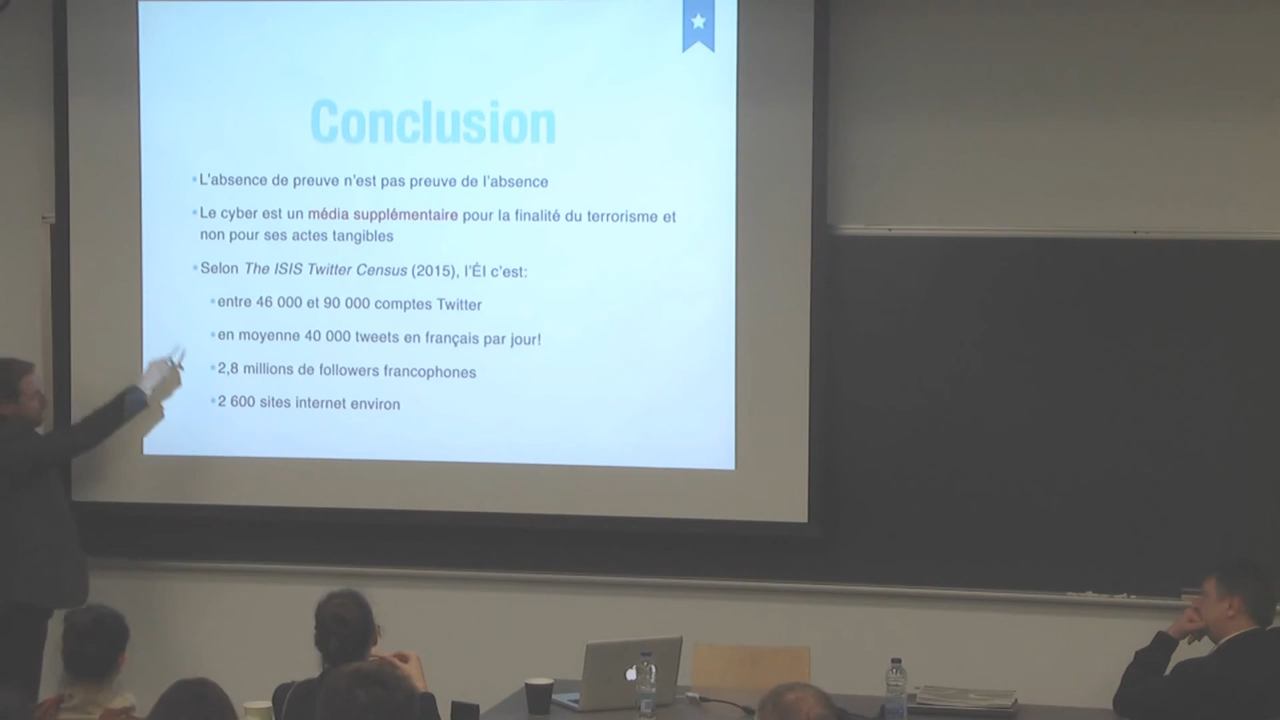 Conclusion
L'absence de preuve n'est pas preuve de l'absence
Le cyber est un média supplémentaire pour la finalité du terrorisme et
non pour ses actes tangibles
Selon The ISIS Twitter Census (2015), l'ÉI c'est:
entre 46 000 et 90 000 comptes Twitter
en moyenne 40 000 tweets en français par jour!
2,8 millions de followers francophones
2 600 sites internet environ